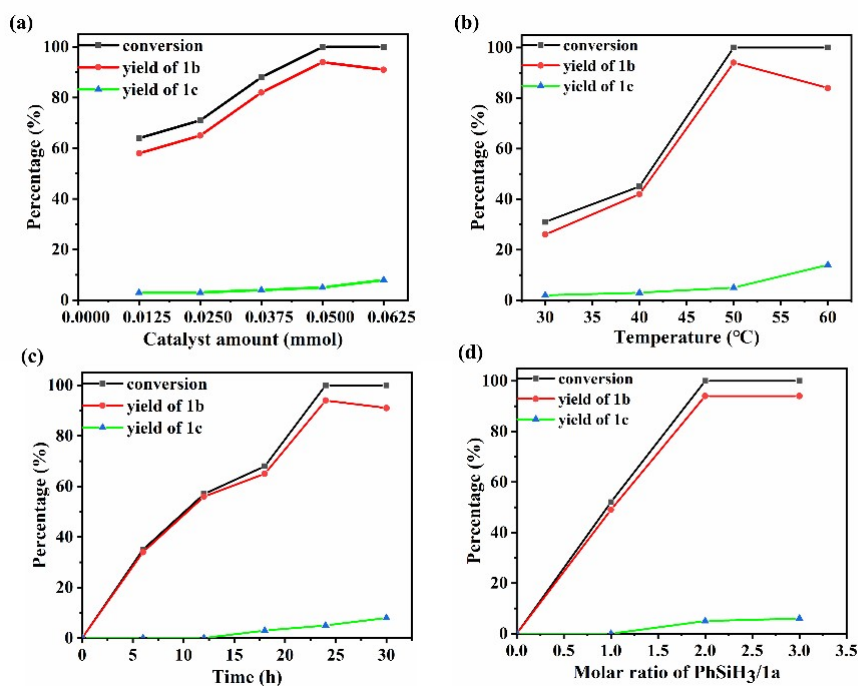 (a)
conversion
yield of 1b
yield of 1c
100
80
60
40
20
0
Percentage (%)
0.0000 0.0125 0.0250 0.0375 0.0500 0.0625
Catalyst amount (mmol)
(b)
conversion
yield of 1b
yield of 1c
100
80
60
40
20
0
Percentage (%)
30 35 40 45 50 55 60
Temperature (°C)
(c)
conversion
yield of 1b
yield of 1c
100
80
60
40
20
0
Percentage (%)
0 5 10 15 20 25 30
Time (h)
(d)
conversion
yield of 1b
yield of 1c
100
80
60
40
20
0
Percentage (%)
0.0 0.5 1.0 1.5 2.0 2.5 3.0 3.5
Molar ratio of PhSiH3/1a